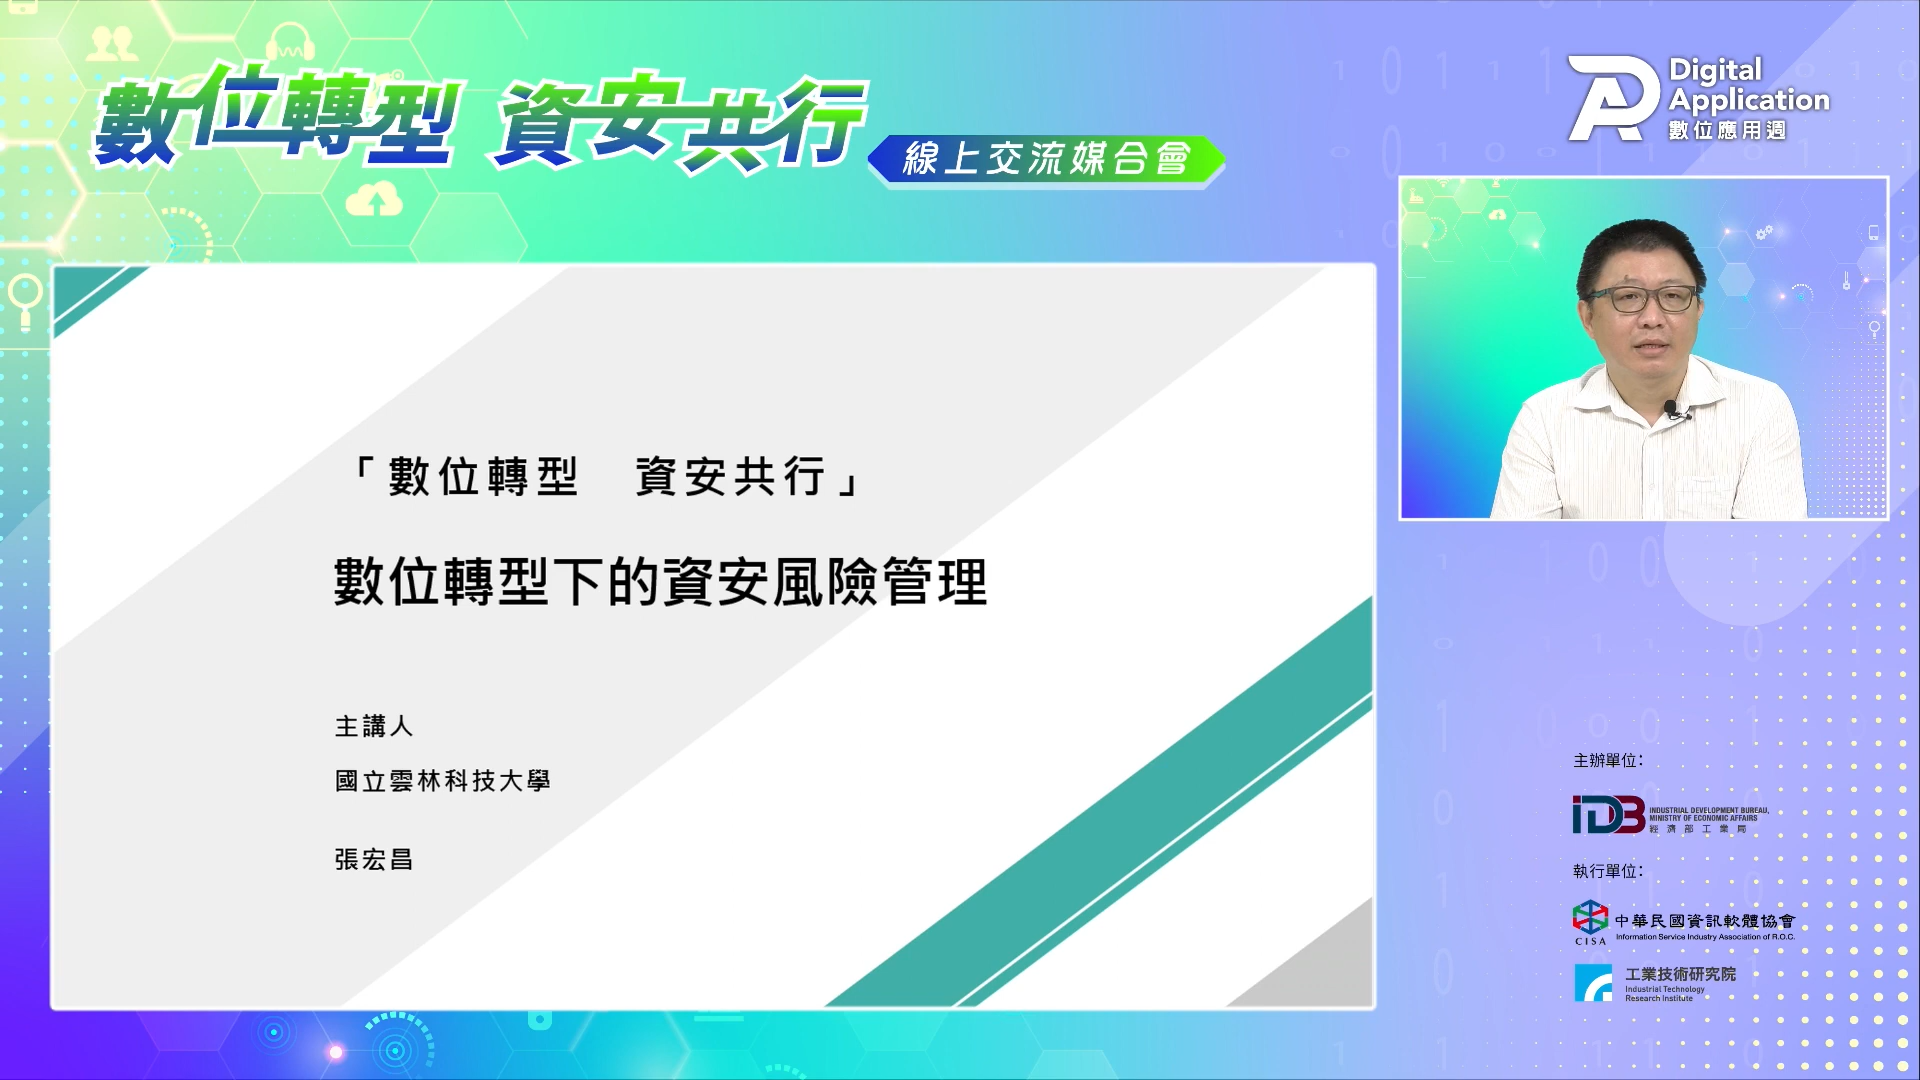 數位轉型 資安共行
線上交流媒合會
Digital
Application
數位應用週
「數位轉型 資安共行」
數位轉型下的資安風險管理
主講人
國立雲林科技大學
張宏昌
主辦單位:
IDB
INDUSTRIAL DEVELOPMENT BUREAU,
MINISTRY OF ECONOMIC AFFAIRS
經濟部工業局
執行單位:
CISA
中華民國資訊軟體協會
Information Service Industry Association of R.O.C.
工業技術研究院
Industrial Technology
Research Institute